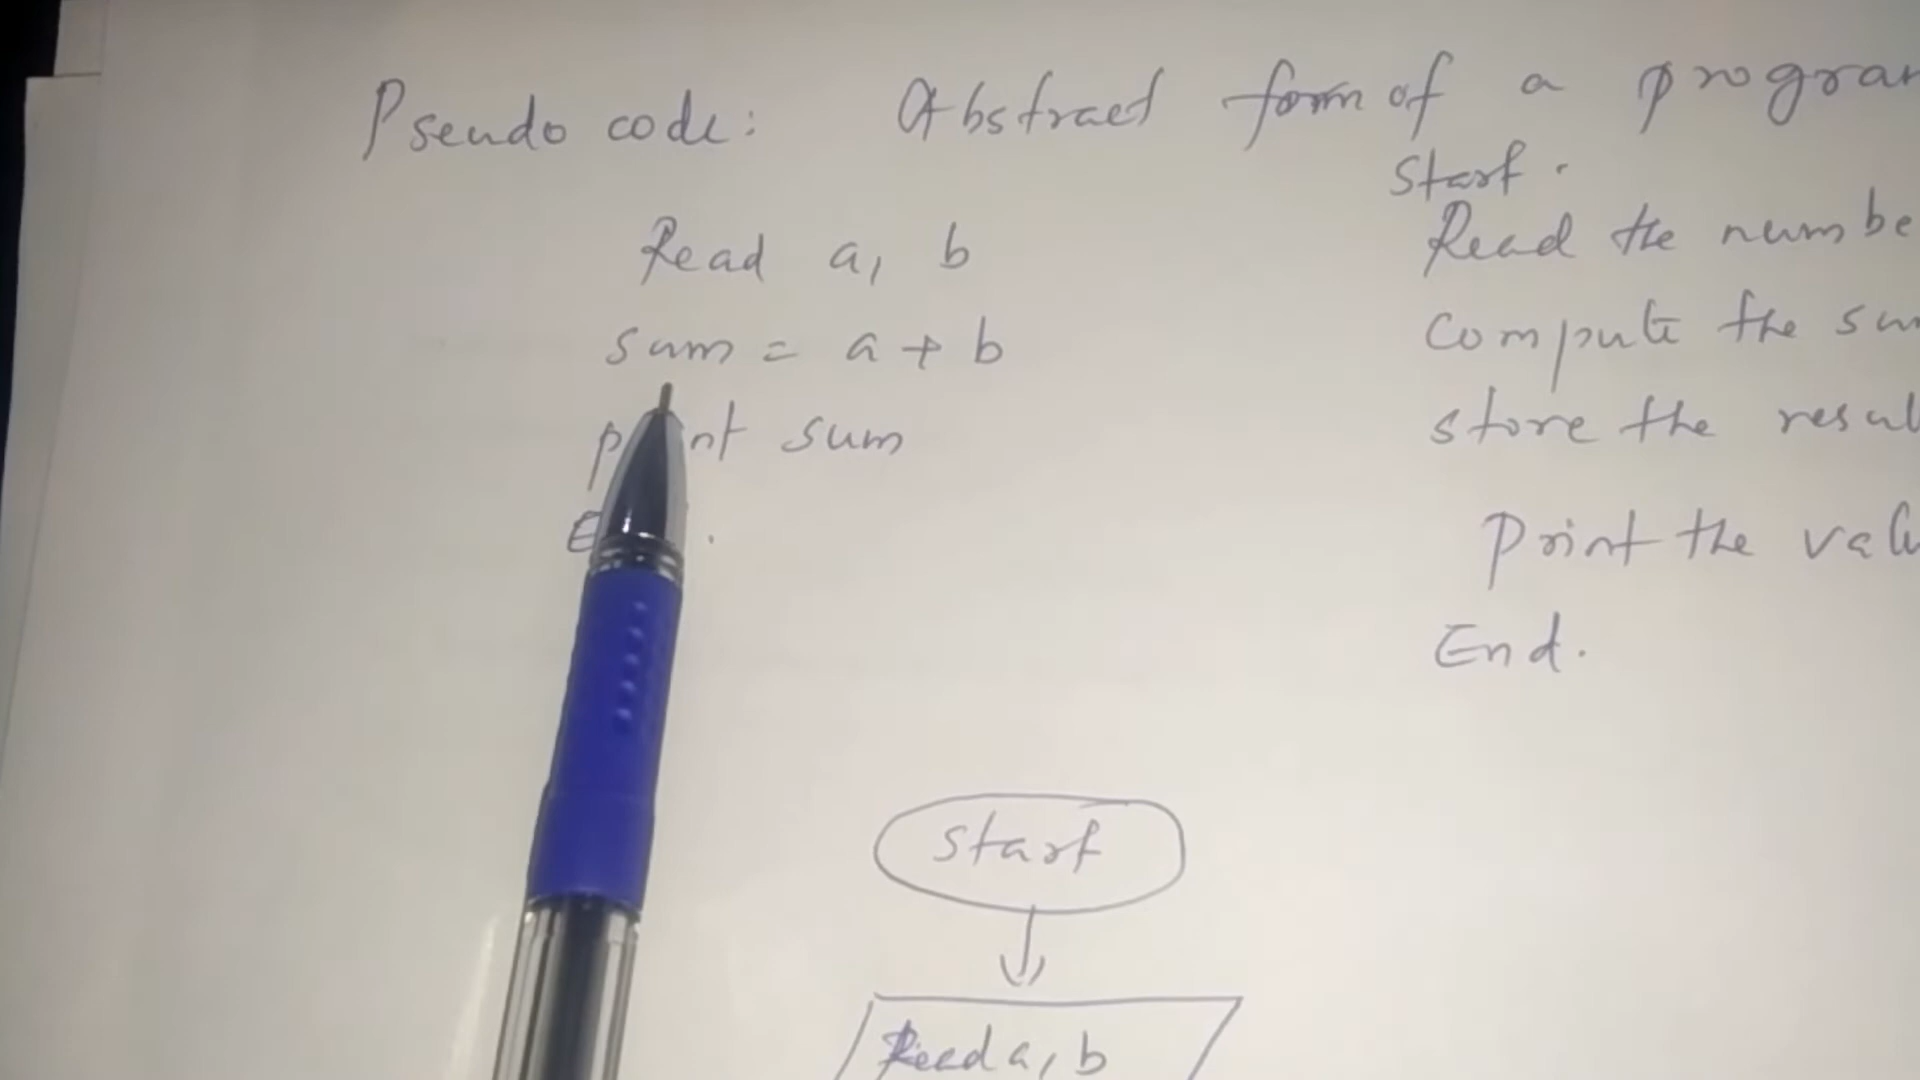 Pseudo code: Abstract form of a
Read a, b
sum = a + b
sum
Start.
Read the
compute the
store the
Print the
End.
Start
Read a, b